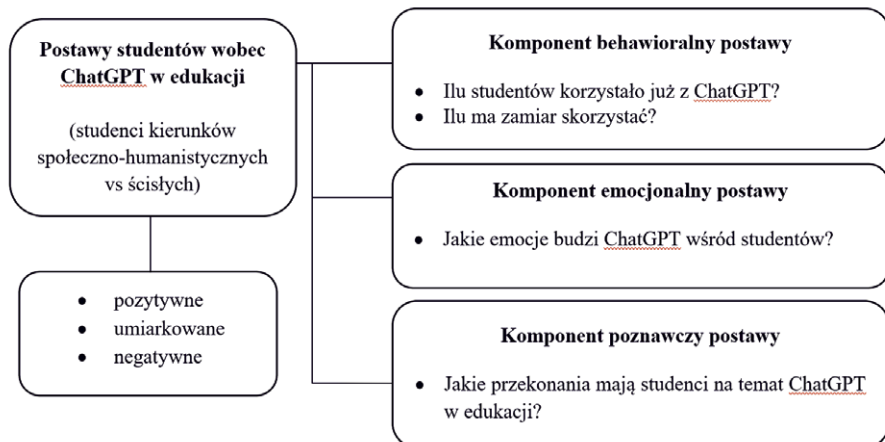 Postawy studentów wobec
ChatGPT w edukacji
(studenci kierunków
społeczno-humanistycznych
vs ścisłych)
• pozytywne
• umiarkowane
• negatywne
Komponent behawioralny postawy
• Ilu studentów korzystało już z ChatGPT?
• Ilu ma zamiar skorzystać?
Komponent emocjonalny postawy
• Jakie emocje budzi ChatGPT wśród studentów?
Komponent poznawczy postawy
• Jakie przekonania mają studenci na temat ChatGPT
w edukacji?